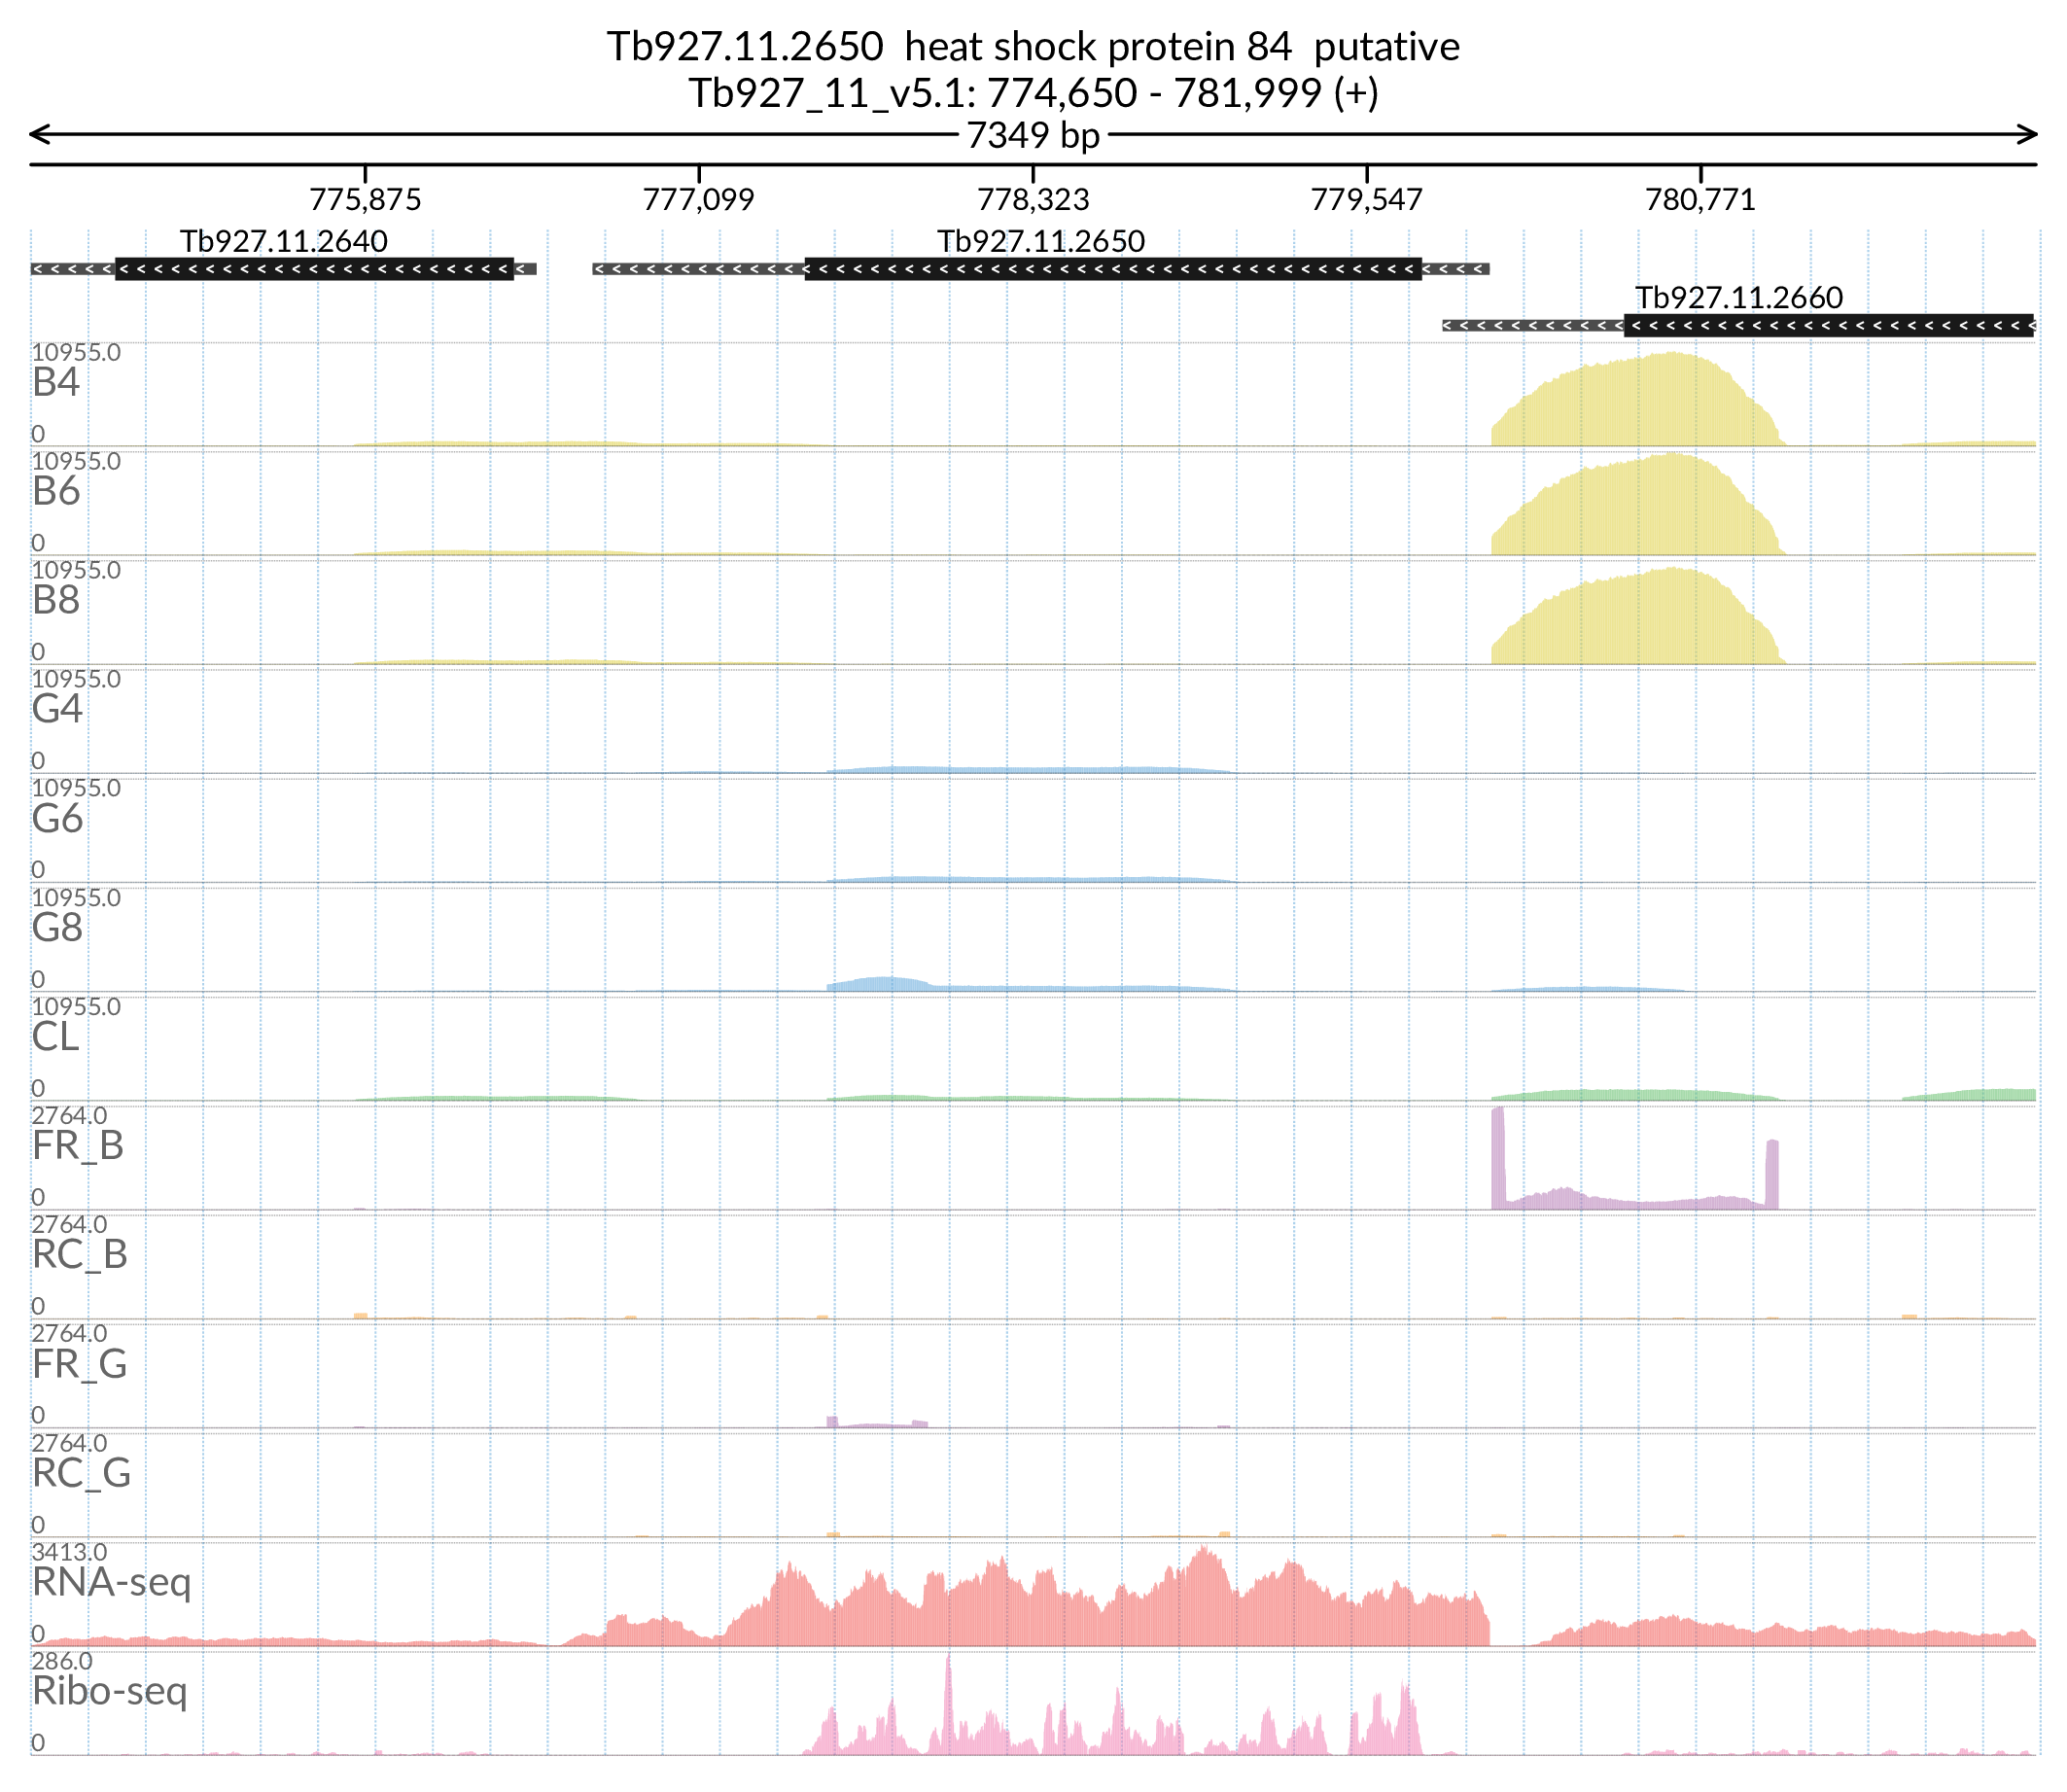 Tb927.11.2650 heat shock protein 84 putative
Tb927_11_v5.1: 774,650 - 781,999 (+)
7349 bp
775,875 777,099 778,323 779,547 780,771
Tb927.11.2640 Tb927.11.2650
Tb927.11.2660
10955.0
B4
0
10955.0
B6
0
10955.0
B8
0
10955.0
G4
0
10955.0
G6
0
10955.0
G8
0
10955.0
CL
0
2764.0
FR_B
0
2764.0
RC_B
0
2764.0
FR_G
0
2764.0
RC_G
0
3413.0
RNA-seq
0
286.0
Ribo-seq
0